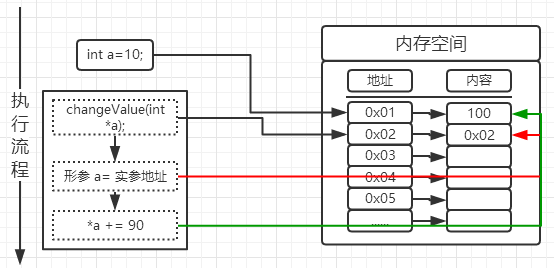 执行流程
int a=10;
changeValue(int
*a);
形参 a= 实参地址
*a += 90
内存空间
地址 内容
0x01 100
0x02 0x02
0x03
0x04
0x05
......